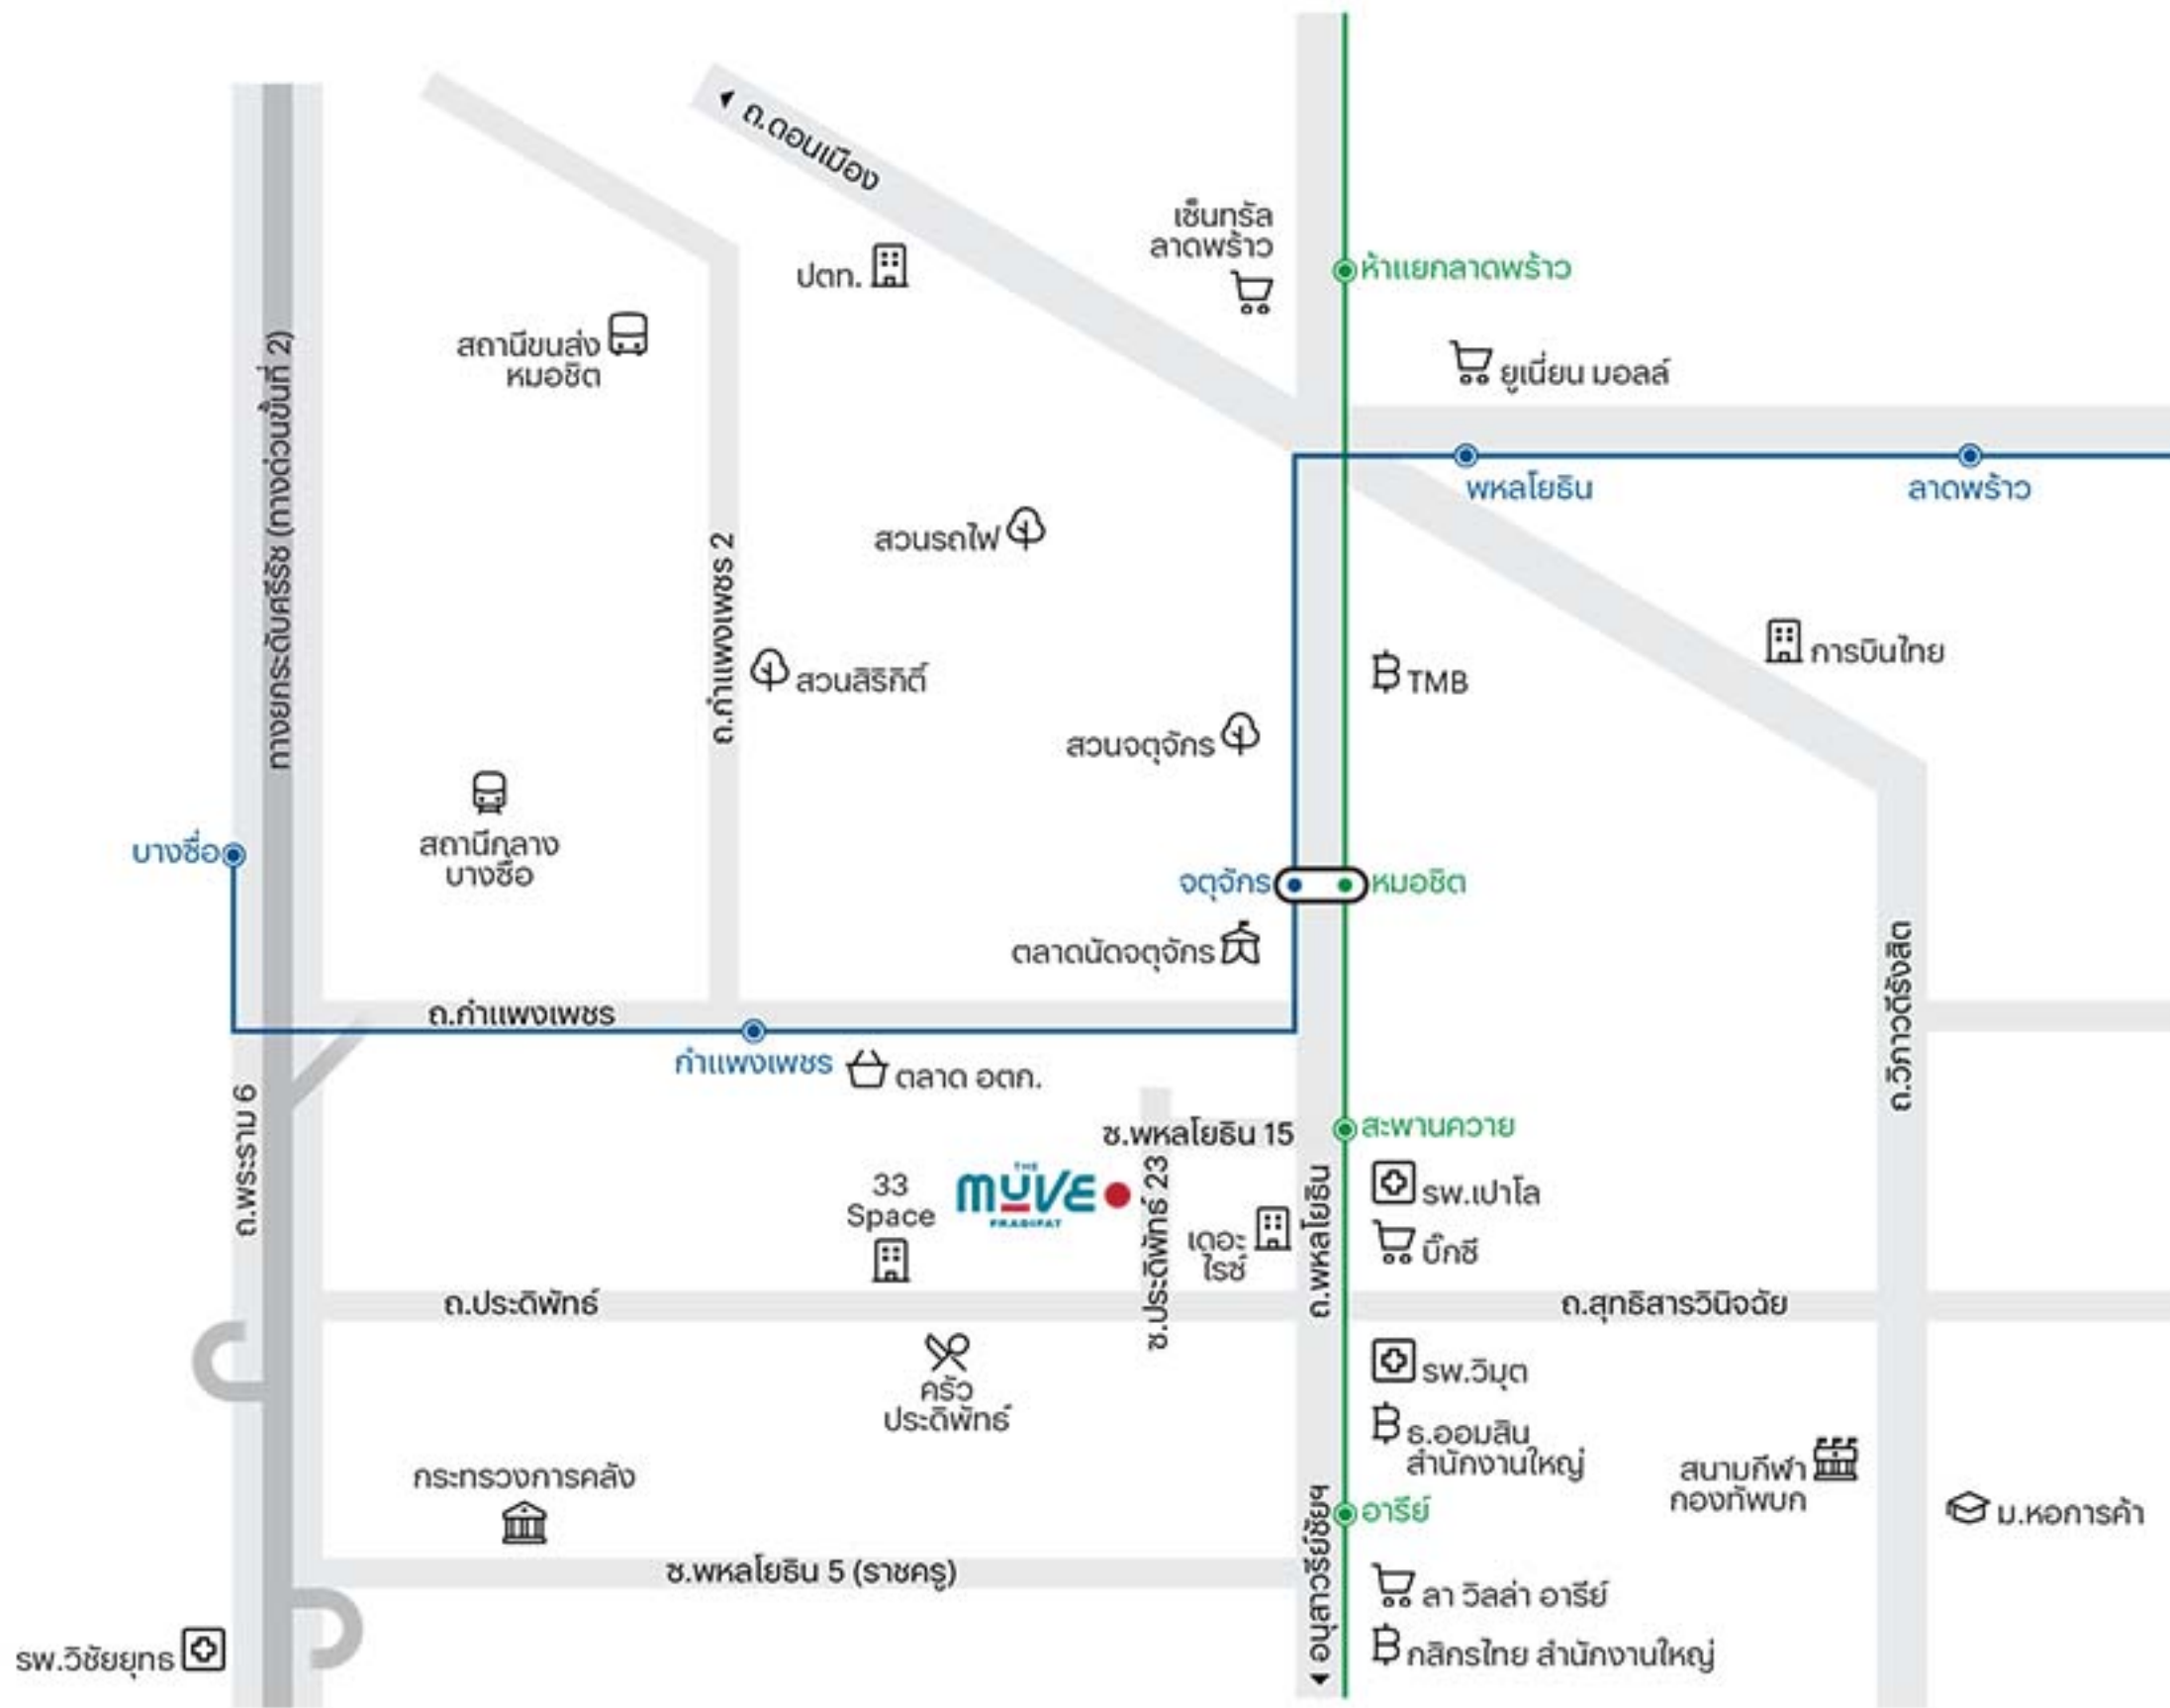 ถ.ดอนเมือง
เซ็นทรัล
ลาดพร้าว
ห้าแยกลาดพร้าว
ปตท.
สถานีขนส่ง
หมอชิต
ยูเนี่ยน มอลล์
พหลโยธิน
ลาดพร้าว
ทางยกระดับศรีรัช (ทางด่วนขั้นที่ 2)
ถ.กำแพงเพชร 2
สวนรถไฟ
สวนสิริกิติ์
การบินไทย
TMB
สวนจตุจักร
สถานีกลาง
บางซื่อ
บางซื่อ
จตุจักร
หมอชิต
ตลาดนัดจตุจักร
ถ.วิภาวดีรังสิต
ถ.กำแพงเพชร
กำแพงเพชร
ตลาด อตก.
ถ.พระราม 6
ซ.พหลโยธิน 15
สะพานควาย
33
Space
THE
MUVE
PRADIPAT
ซ.ประดิพัทธ์ 23
เดอะ
ไรซ์
ถ.พหลโยธิน
รพ.เปาโล
บิ๊กซี
ถ.ประดิพัทธ์
ถ.สุทธิสารวินิจฉัย
ครัว
ประดิพัทธ์
รพ.วิมุต
ธ.ออมสิน
สำนักงานใหญ่
สนามกีฬา
กองทัพบก
ม.หอการค้า
กระทรวงการคลัง
อารีย์
ซ.พหลโยธิน 5 (ราชครู)
อนุสาวรีย์ชัยฯ
ลา วิลล่า อารีย์
กสิกรไทย สำนักงานใหญ่
รพ.วิชัยยุทธ